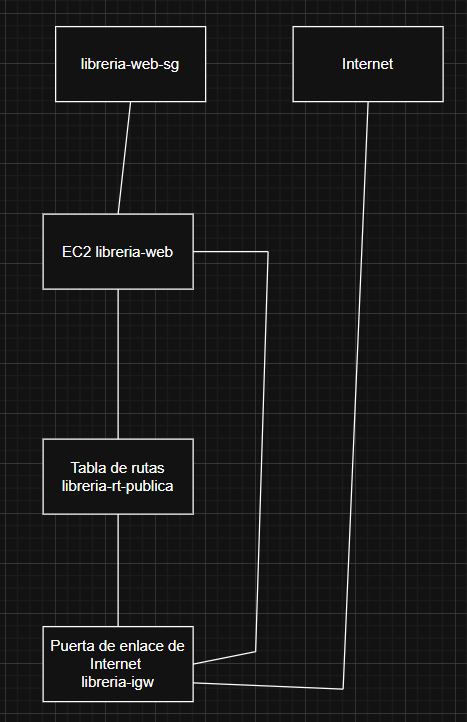 libreria-web-sg
Internet
EC2 libreria-web
Tabla de rutas
libreria-rt-publica
Puerta de enlace de
Internet
libreria-igw